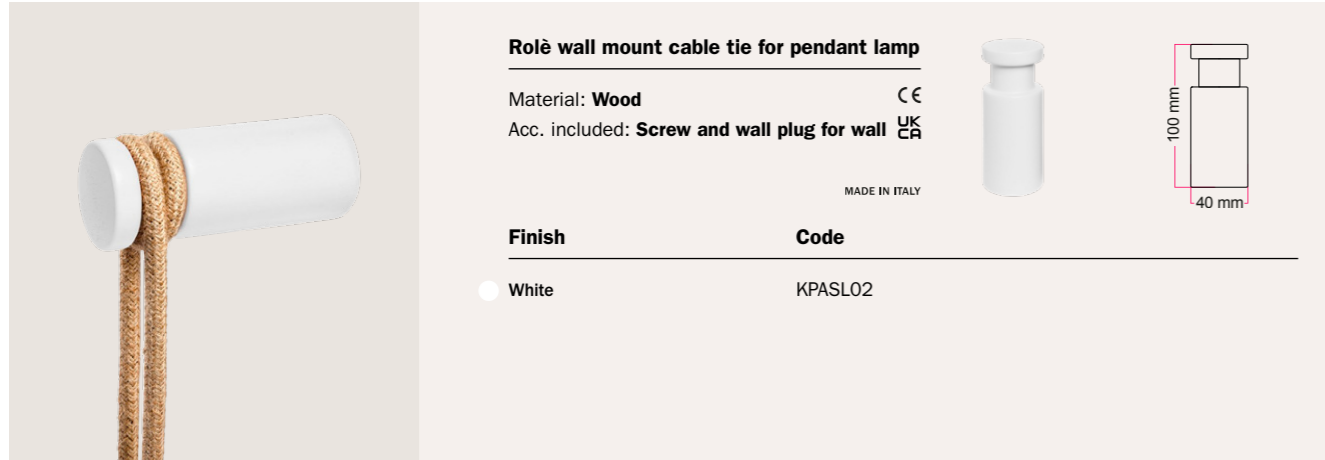 Rolè wall mount cable tie for pendant lamp
Material: Wood
CE
Acc. included: Screw and wall plug for wall
UK
CA
MADE IN ITALY
100 mm
40 mm
Finish Code
White KPASL02